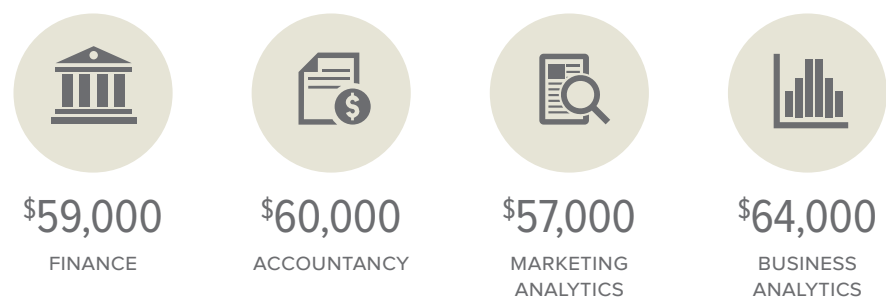 $
$59,000
FINANCE
$60,000
ACCOUNTANCY
$57,000
MARKETING
ANALYTICS
$64,000
BUSINESS
ANALYTICS